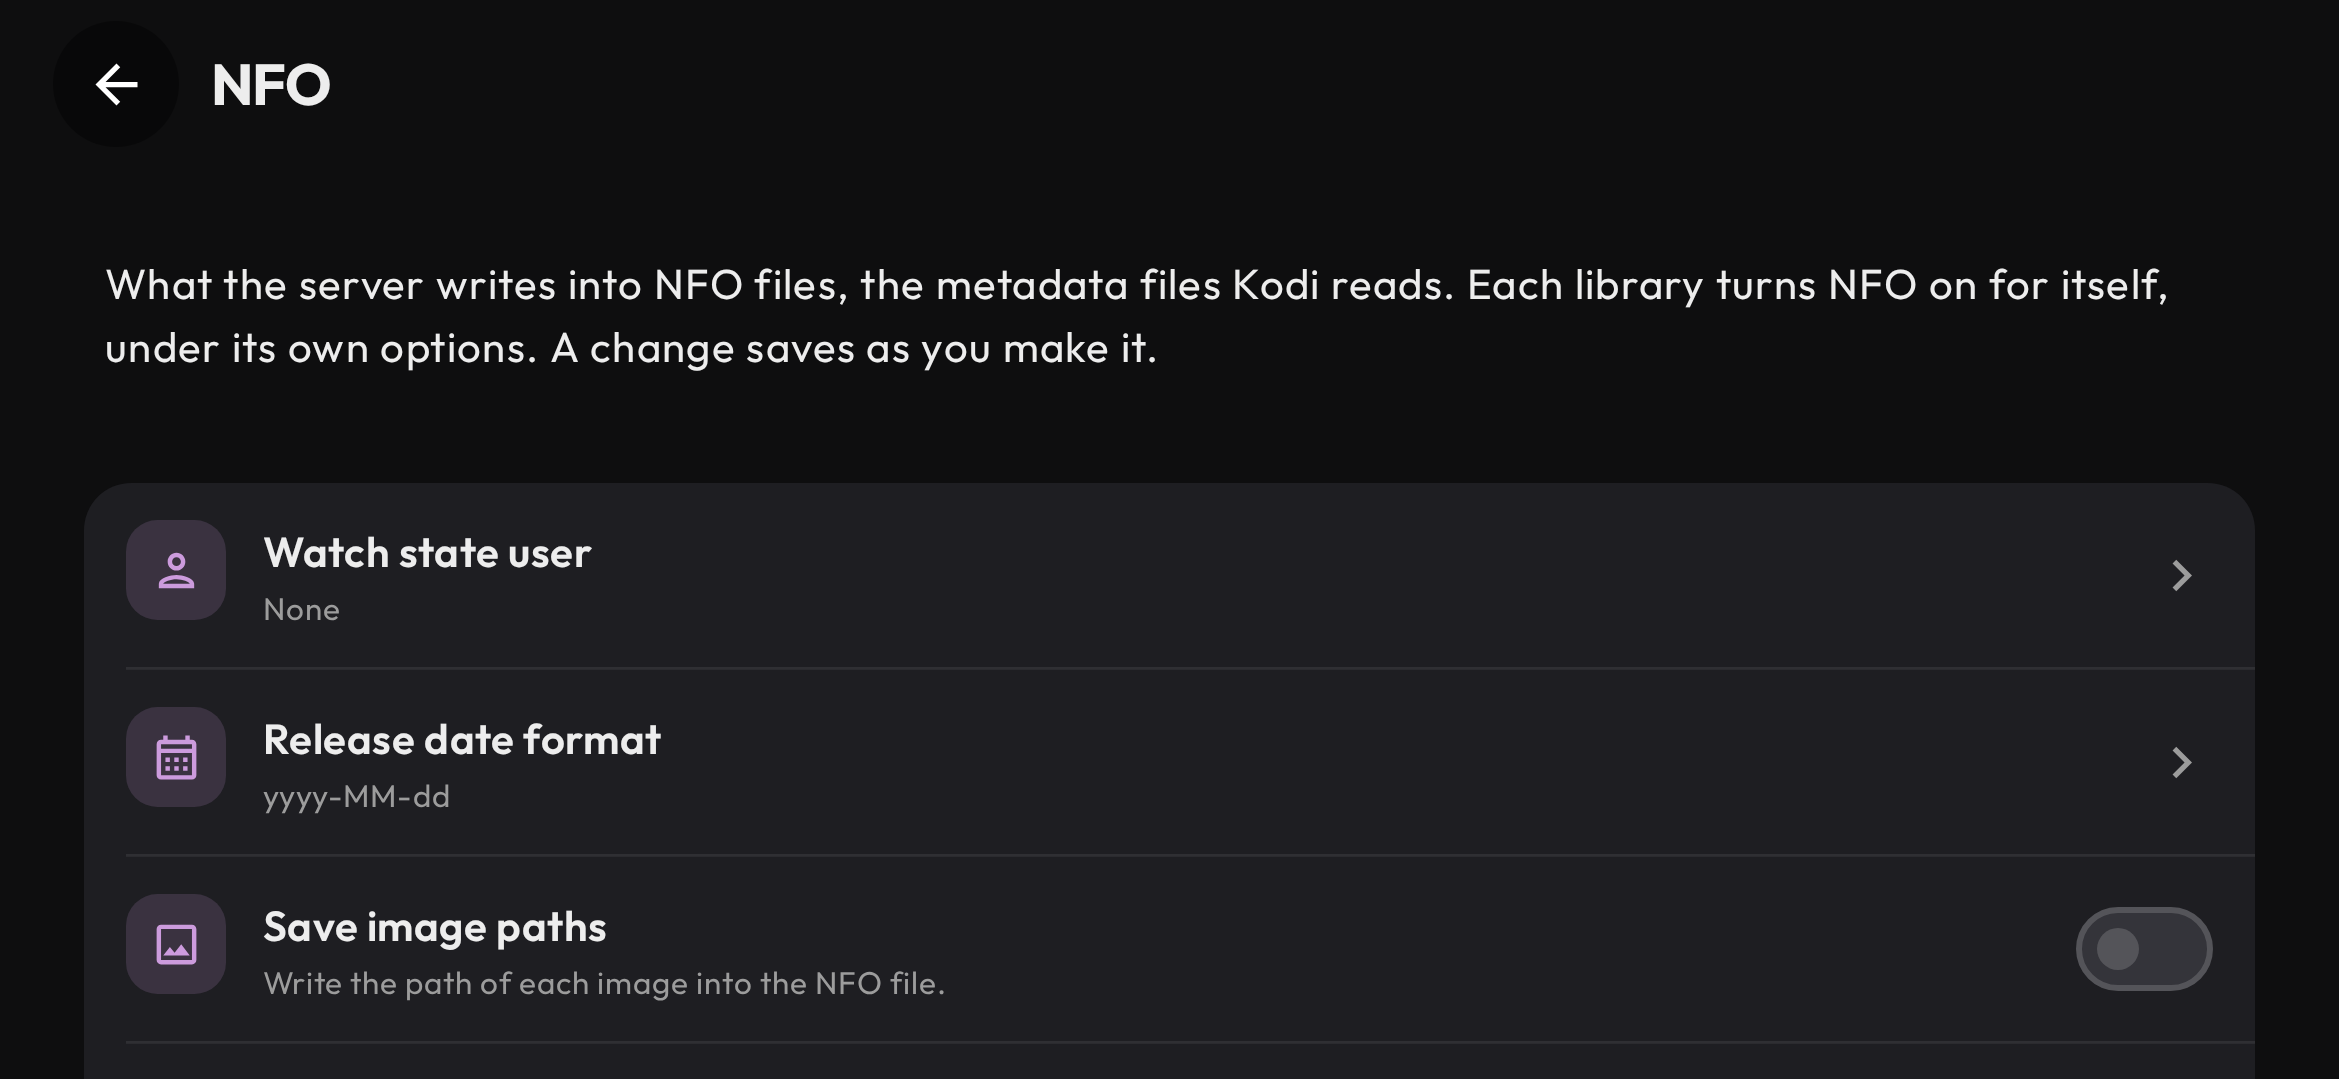 NFO
What the server writes into NFO files, the metadata files Kodi reads. Each library turns NFO on for itself,
under its own options. A change saves as you make it.
Watch state user
None
Release date format
yyyy-MM-dd
Save image paths
Write the path of each image into the NFO file.